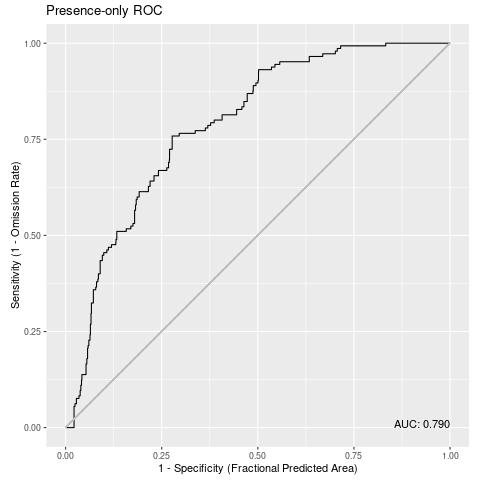 Presence-only ROC
Sensitivity (1 - Omission Rate)
1.00
0.75
0.50
0.25
0.00
AUC: 0.790
0.00 0.25 0.50 0.75 1.00
1 - Specificity (Fractional Predicted Area)